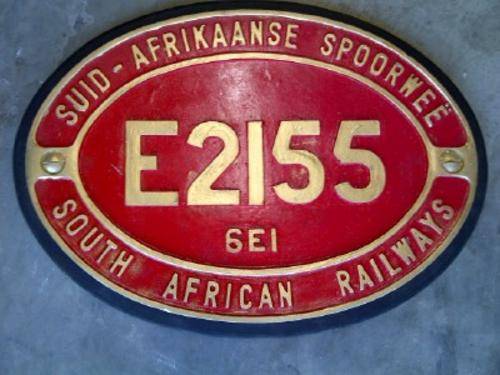 SUID-AFRIKAANSE SPOORWEË
E2155
6E1
SOUTH AFRICAN RAILWAYS